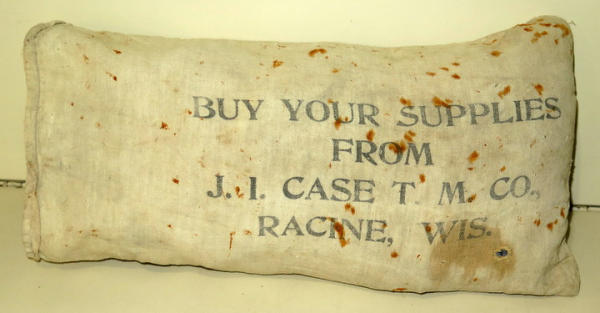 BUY YOUR SUPPLIES
FROM
J. I. CASE T. M. CO.,
RACINE, WIS.